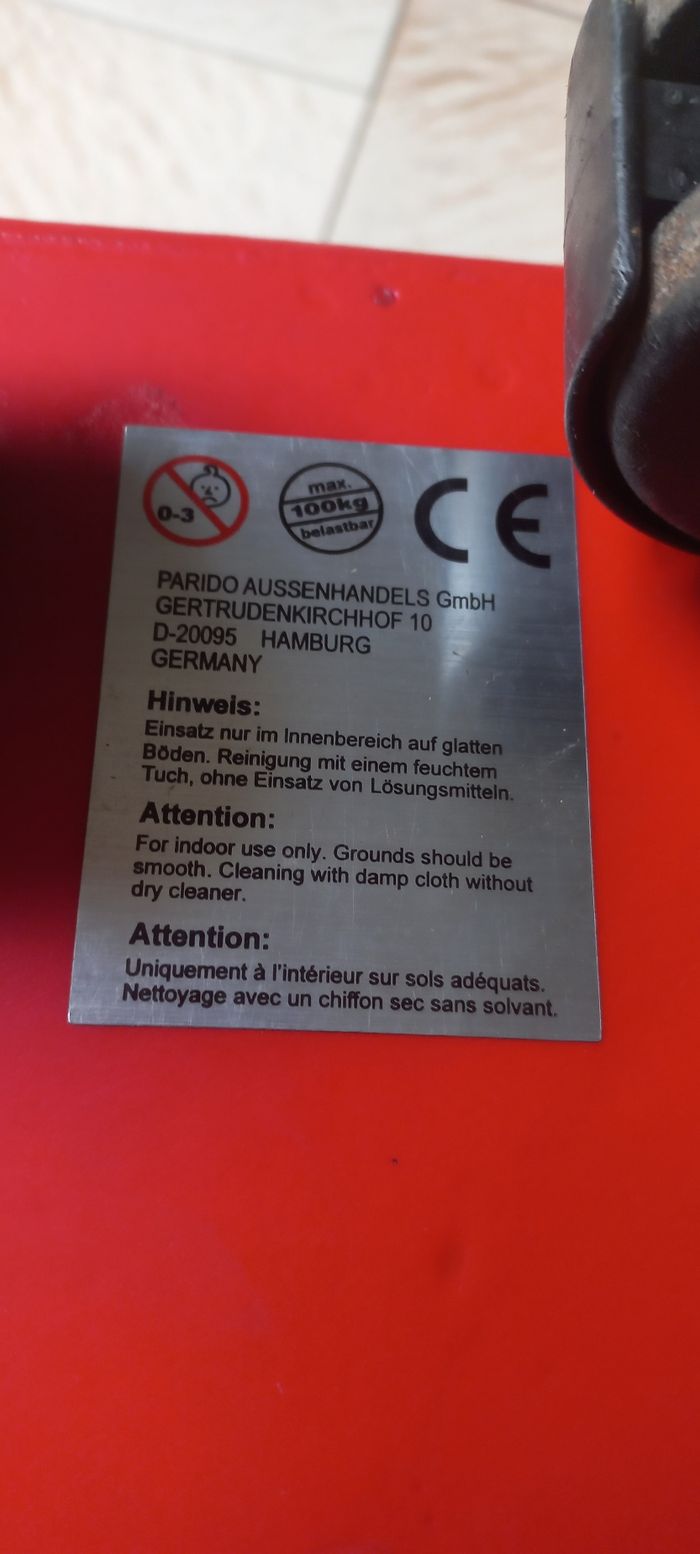 0-3
max.
100kg
belastbar
CE
PARIDO AUSSENHANDELS GmbH
GERTRUDENKIRCHHOF 10
D-20095 HAMBURG
GERMANY
Hinweis:
Einsatz nur im Innenbereich auf glatten
Böden. Reinigung mit einem feuchtem
Tuch, ohne Einsatz von Lösungsmitteln.
Attention:
For indoor use only. Grounds should be
smooth. Cleaning with damp cloth without
dry cleaner.
Attention:
Uniquement à l'intérieur sur sols adéquats.
Nettoyage avec un chiffon sec sans solvant.